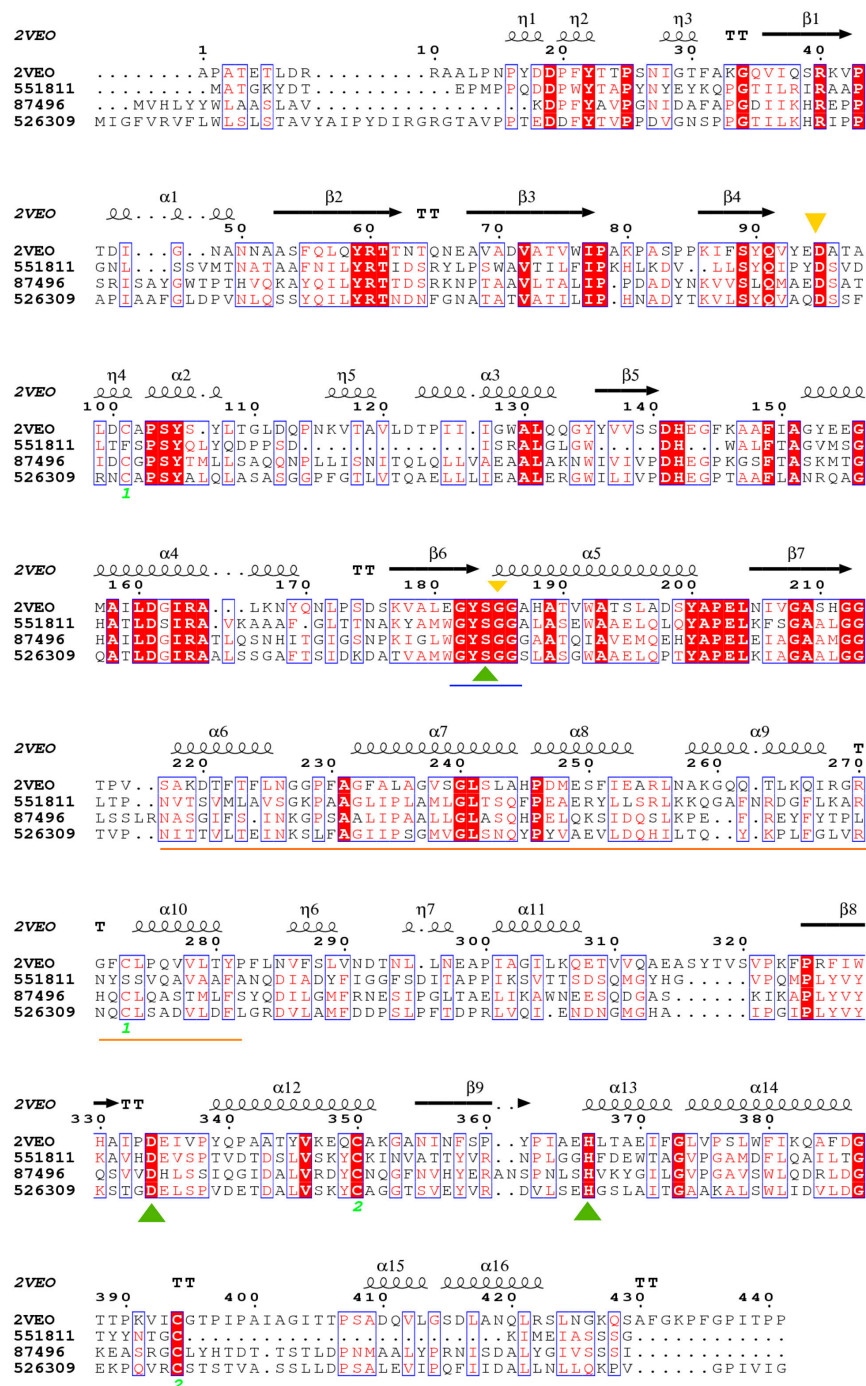 2VEO η1 η2 η3 TT β1
1 10 20 30 40
2VEO ........APATETLDR..........RAALPNPYDDPFYTTPSNIGTFAKGQVIQSRKVP
551811 .........MATGKYDT..........EPMPPQDDPWYTAPYNYEYKQPGTILRIRAAP
87496 ...MVHLYYWLAASLAV................KDPFYAVPGNIDAFAPGDIIKHREPP
526309 MIGFVRVFLWLSLSTAVYAIPYDIRGRGTAVPPTEDDFYTVPPDVGNSPPGTILKHRIPP
2VEO α1 β2 TT β3 β4
50 60 70 80 90
2VEO TDI...G..NANNAASFQLQYRTTNTQNEAVADVATVWIPAKPASPPKIFSYQVYEDATA
551811 GNL...SSVMTNATAAFNILYRTIDSRYLPSWAVTILFIPKHLKDV..LLSYQIPYDSVD
87496 SRISAYGWTPTHVQKAYQILYRTTDSRKNPTAAVLTALIP.PDADYNKVVSLQMAEDSAT
526309 APIAAFGLDPVNLQSSYQILYRTNDNFGNATATVATILIP.HNADYTKVLSYQVAQDSSF
2VEO η4 α2 η5 α3 β5
100 110 120 130 140 150
2VEO LDCAPSYS.YLTGLDQPNKVTAVLDTPII.IGWALQQGYYVVSSDHEGFKAAFIAGYEEG
551811 LTFSPSYQLYQDPPSD..............ISRALGLGW.....DH....WALFTAGVMSG
87496 IDCGPSYTMLLSAQQNPLLISNITQLQLLVAEAALAKNWIVIVPDHEGPKGSFTASKMTG
526309 RNCAPSYALQLASASGGPFGTLVTQAELLLIEAALERGWILIVPDHEGPTAAFLANRQAG
1
2VEO α4 TT β6 α5 β7
160 170 180 190 200 210
2VEO MAILDGIRA...LKNYQNLPSDSKVALEGYSGGAHATVWATSLADSYAPELNIVGASHGG
551811 HATLDSIRA.VKAAAF.GLTTNAKYAMWGYSGGALASEWAAELQLQYAPELKFSGAALGG
87496 HAILDGIRATLQSNHITGIGSNPKIGLWGYSGGGAATQIAVEMQEHYAPELEIAGAALGG
526309 QATLDGIRAALSSGAFTSIDKDATVAMWGYSGGSLASGWAAELQPTYAPELKIAGAAMGG
2VEO α6 α7 α8 α9 T
220 230 240 250 260 270
2VEO TPV..SAKDTFTFLNGGPFAGFALAGVSGLSLAHPDMESFIEARLNAKGQQ.TLKQIRGR
551811 LTP..NVTSVMLAVSGKPAAGLIPLAMLGLTSQFPEAERYLLSRLKKQGAFNRDGFLKAR
87496 LSSLRNASGIFS.INKGPSAALIPAALLGLASQHPELQKSIDQSLKPE..F.REYFYTPL
526309 TVP..NITTVLTEINKSLFAGIIPSGMVGLSNQYPYVAEVLDQHILTQ..Y.KPLFGLVR
2VEO T α10 η6 η7 α11 β8
280 290 300 310 320
2VEO GFCLPQVVLTYPFLNVFSLVNDTNL.LNEAPIAGILKQETVVQAEASYTVSVPKFPRFIW
551811 NYSSVQAVAAFANQDIADYFIGGFSDITAPPIKSVTTSDSQMGYHG.....VPQMPLYVY
87496 HQCLQASTMLFSYQDILGMFRNESIPGLTAELIKAWNEESQDGAS......KIKAPLYVY
526309 NQCLSADVLDFLGRDVLAMFDDPSLPFTDPRLVQI.ENDNGMGHA......IPGIPLYVY
1
2VEO TT α12 β9 α13 α14
330 340 350 360 370 380
2VEO HAIPDEIVPYQPAATYVKEQCAKGANINFSP..YPIAEHLTAEIFGLVPSLWFIKQAFDG
551811 KAVHDEVSPTVDTDSLVSKYCKINVATTYVR..NSLGGHFDEWTAGVPGAMDFLQAILTG
87496 QSVVDHLSSIQGIDALVRDYCQGFNVHYERANSPNLSHVKYGILGVPGAVSWLIQDRLDG
526309 KSTGDELSPVDETDALVSKYCAGGTSVEYVR..DVLSEHGSLAITGAAKALSWLIDVLDG
2
2VEO TT α15 α16 TT
390 400 410 420 430 440
2VEO TTPKVICGTPIPAIAGITTPSADQVLGSDLANQLRSLNGKQSAFGKPFGPITPP
551811 TYYNTGC.........................KIMEIASSSG............
87496 KEASRGCLYHTDT.TSTLDPNMAALYPRNISDALYGIVSSS.............
526309 EKPQVRCSTSTVA.SSLLDPSALEVIPQFIIDALLNLLQKPV.......GPIVIG
2